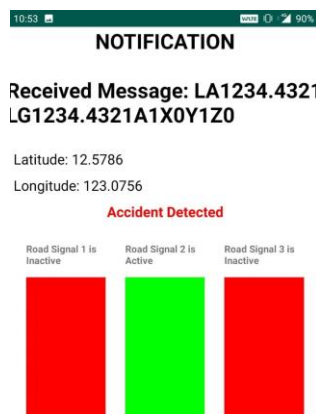 10:53 90%
NOTIFICATION
Received Message: LA1234.4321
LG1234.4321A1X0Y1Z0
Latitude: 12.5786
Longitude: 123.0756
Accident Detected
Road Signal 1 is Road Signal 2 is Road Signal 3 is
Inactive Active Inactive